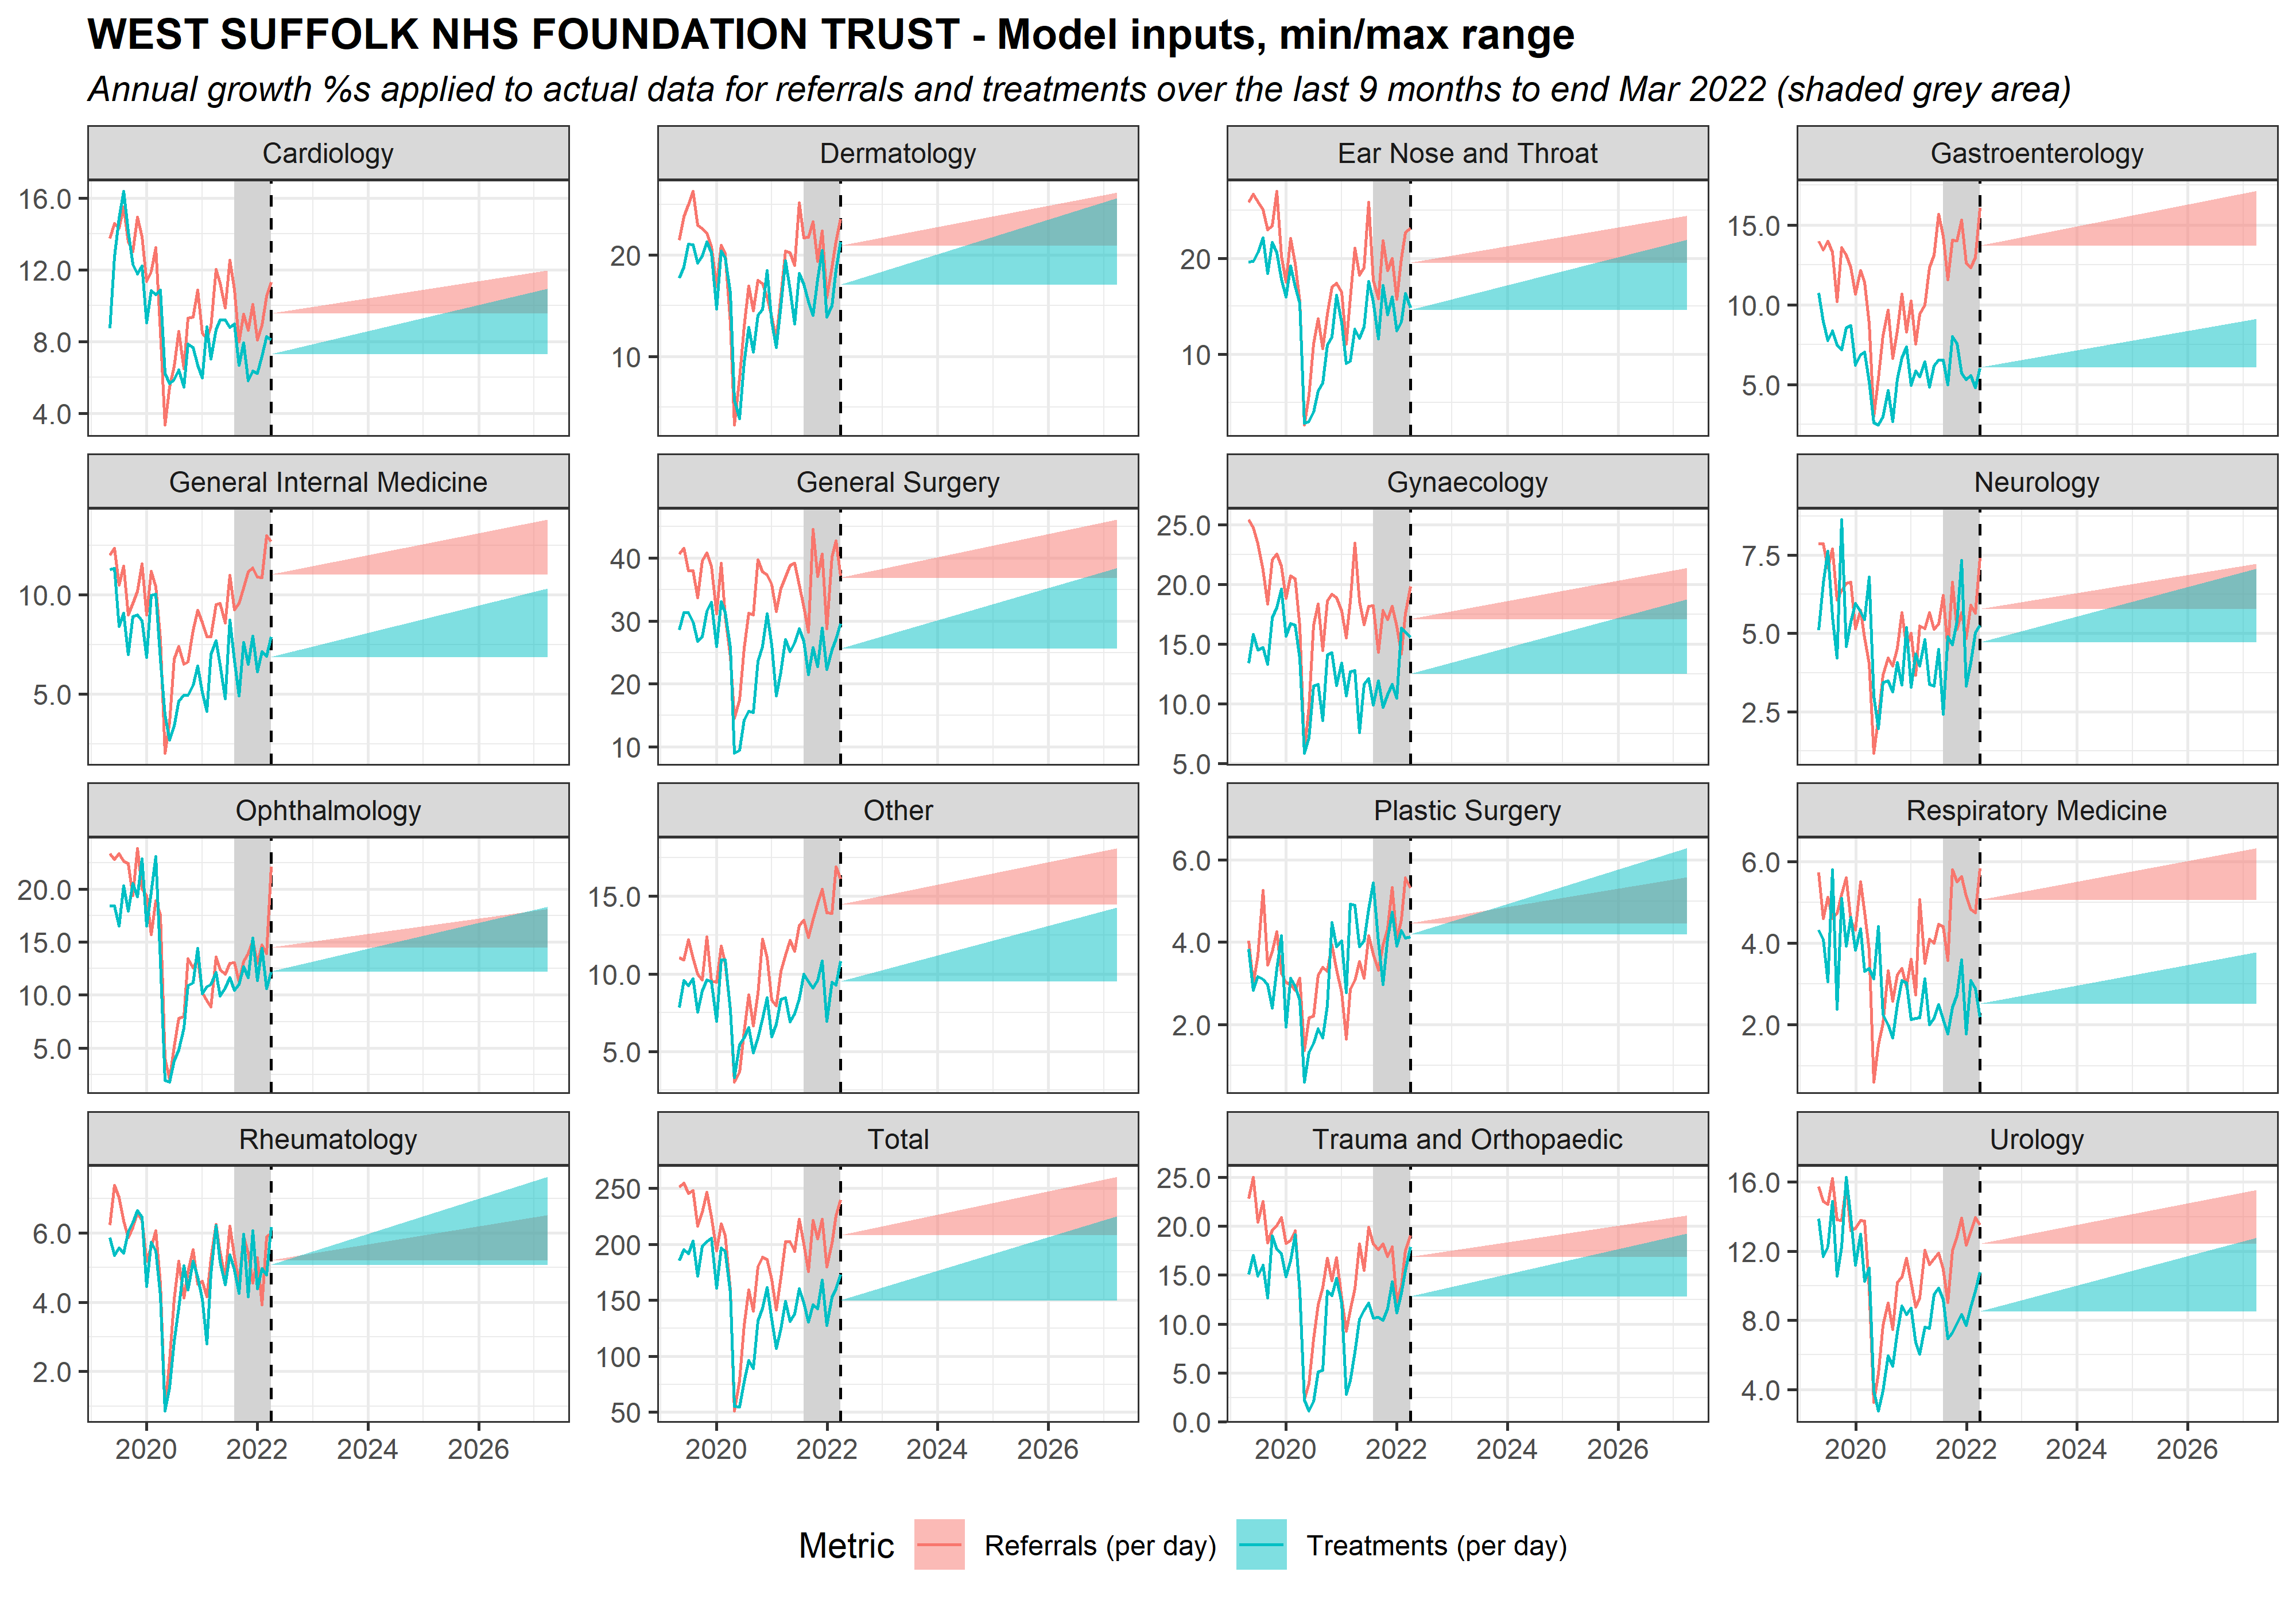 WEST SUFFOLK NHS FOUNDATION TRUST - Model inputs, min/max range
Annual growth %s applied to actual data for referrals and treatments over the last 9 months to end Mar 2022 (shaded grey area)
Cardiology
16.0
12.0
8.0
4.0
Dermatology
20
10
Ear Nose and Throat
20
10
Gastroenterology
15.0
10.0
5.0
General Internal Medicine
10.0
5.0
General Surgery
40
30
20
10
Gynaecology
25.0
20.0
15.0
10.0
5.0
Neurology
7.5
5.0
2.5
Ophthalmology
20.0
15.0
10.0
5.0
Other
15.0
10.0
5.0
Plastic Surgery
6.0
4.0
2.0
Respiratory Medicine
6.0
4.0
2.0
Rheumatology
6.0
4.0
2.0
Total
250
200
150
100
50
Trauma and Orthopaedic
25.0
20.0
15.0
10.0
5.0
0.0
Urology
16.0
12.0
8.0
4.0
2020 2022 2024 2026
2020 2022 2024 2026
2020 2022 2024 2026
2020 2022 2024 2026
Metric Referrals (per day) Treatments (per day)